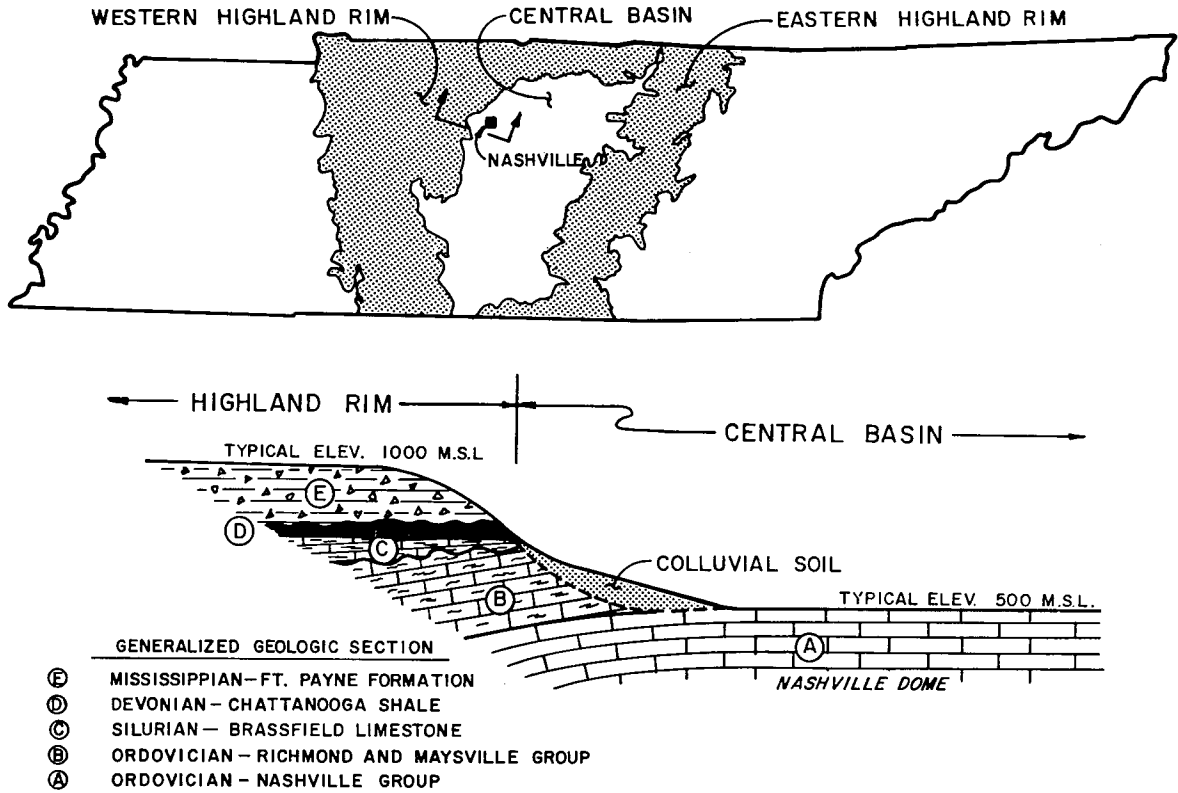 WESTERN HIGHLAND RIM
CENTRAL BASIN
EASTERN HIGHLAND RIM
NASHVILLE
HIGHLAND RIM
CENTRAL BASIN
TYPICAL ELEV. 1000 M.S.L
E
D
C
COLLUVIAL SOIL
B
TYPICAL ELEV. 500 M.S.L.
A
NASHVILLE DOME
GENERALIZED GEOLOGIC SECTION
E MISSISSIPPIAN-FT. PAYNE FORMATION
D DEVONIAN-CHATTANOOGA SHALE
C SILURIAN-BRASSFIELD LIMESTONE
B ORDOVICIAN-RICHMOND AND MAYSVILLE GROUP
A ORDOVICIAN-NASHVILLE GROUP